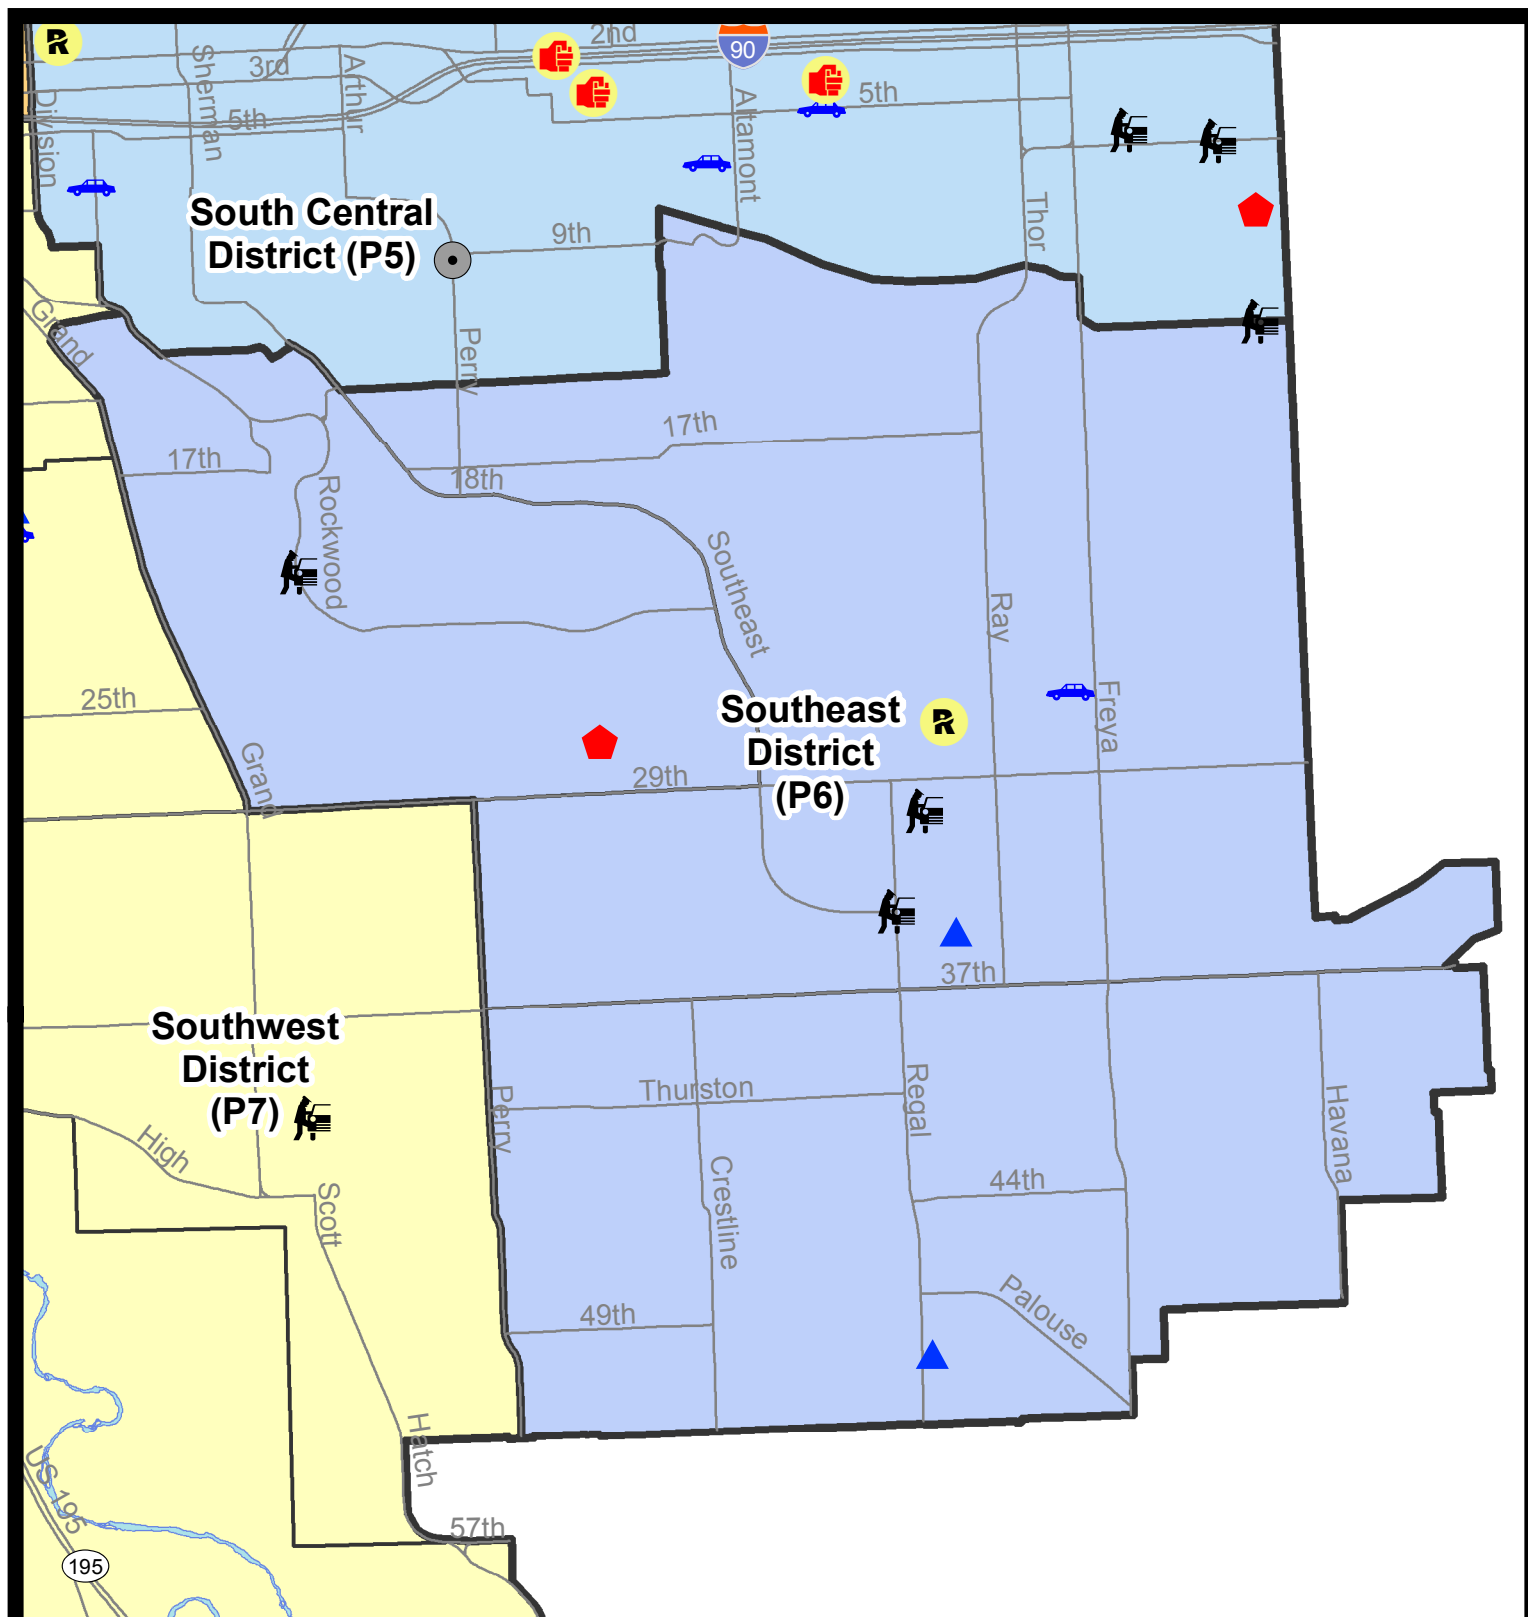 2nd
90
R
3rd
Sherman
Arthur
Division
5th
5th
Altamont
South Central
District (P5)
9th
Thor
Grand
Perry
17th
17th
18th
Rockwood
Southeast
Ray
Freya
25th
Southeast
District
(P6)
R
Grand
29th
37th
Southwest
District
(P7)
Perry
Thurston
Regal
Havana
High
Scott
Crestline
44th
49th
Palouse
Hatch
US 195
57th
195